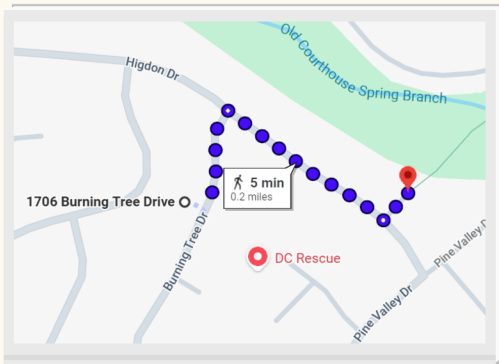 Old Courthouse Spring Branch
Higdon Dr
5 min
0.2 miles
1706 Burning Tree Drive
Burning Tree Dr
DC Rescue
Pine Valley Dr
Pine Valley D